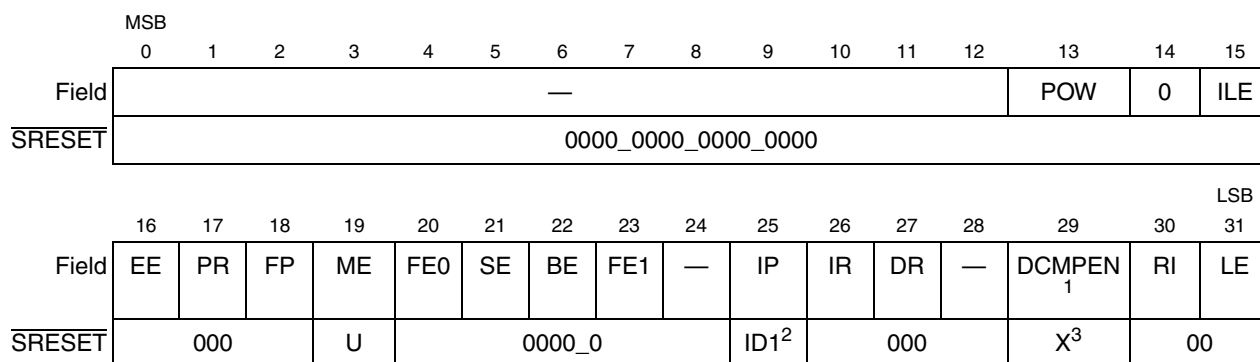 MSB
0 1 2 3 4 5 6 7 8 9 10 11 12 13 14 15
Field — POW 0 ILE
SRESET 0000_0000_0000_0000
LSB
16 17 18 19 20 21 22 23 24 25 26 27 28 29 30 31
Field EE PR FP ME FE0 SE BE FE1 — IP IR DR — DCMPEN RI LE
1
SRESET 000 U 0000_0 ID1² 000 X³ 00